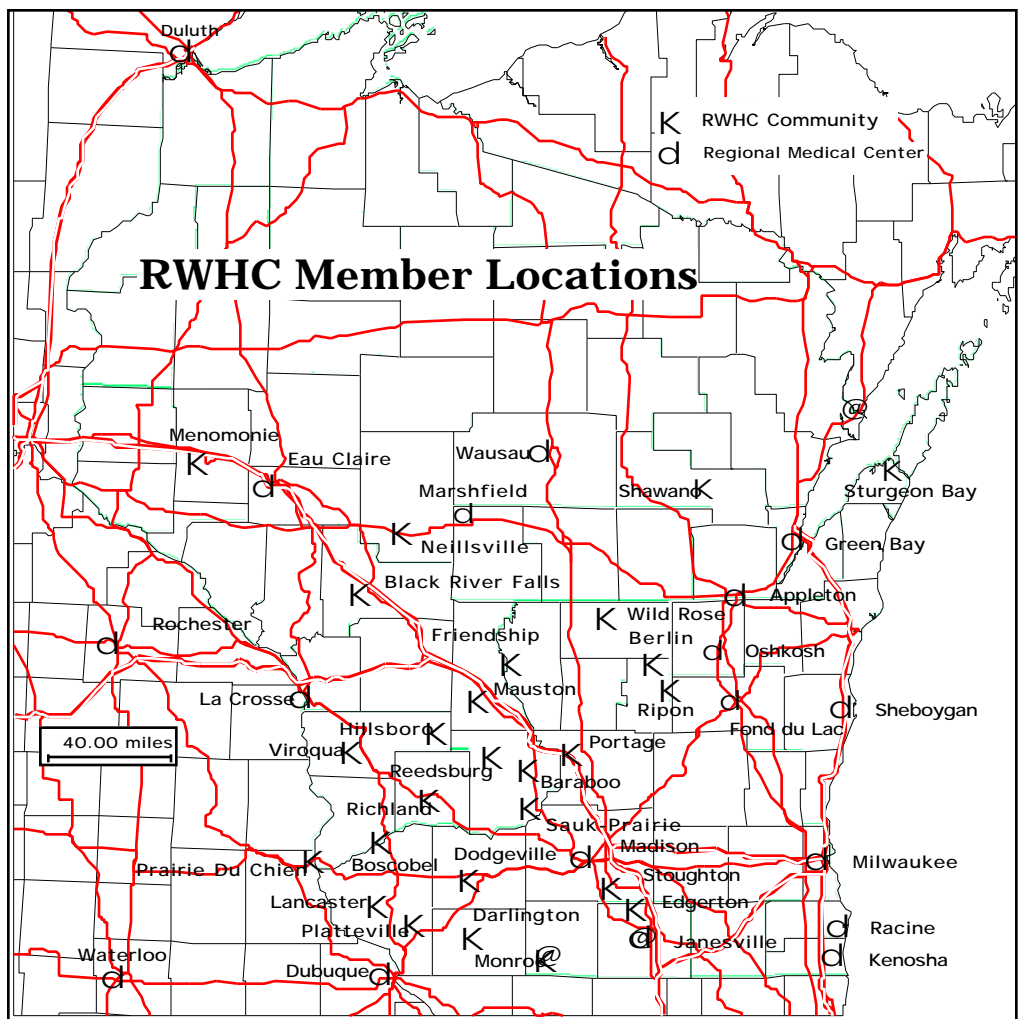 Duluth
K RWHC Community
d Regional Medical Center
d
RWHC Member Locations
@
Menomonie
K
Eau Claire
d
Wausau d
Marshfield
d
Shawano K
K
Sturgeon Bay
K
Neillsville
d Green Bay
Black River Falls
K
d Appleton
Rochester
d
K Wild Rose
Friendship
K
Berlin
K
d Oshkosh
Mauston
K
K
Ripon
La Crosse d
d
Fond du Lac
d Sheboygan
40.00 miles
Hillsboro
K
Viroqua K
Portage
K
Reedsburg K
K
Baraboo
Richland K
K
Sauk-Prairie
K
Boscobel
Prairie Du Chien K
Dodgeville
K
d
Madison
d Milwaukee
Stoughton
K
Lancaster K
K Edgerton
Platteville K
Darlington
K
d@ Janesville
d Racine
Waterloo
d
Dubuque d
Monroe K@
d Kenosha